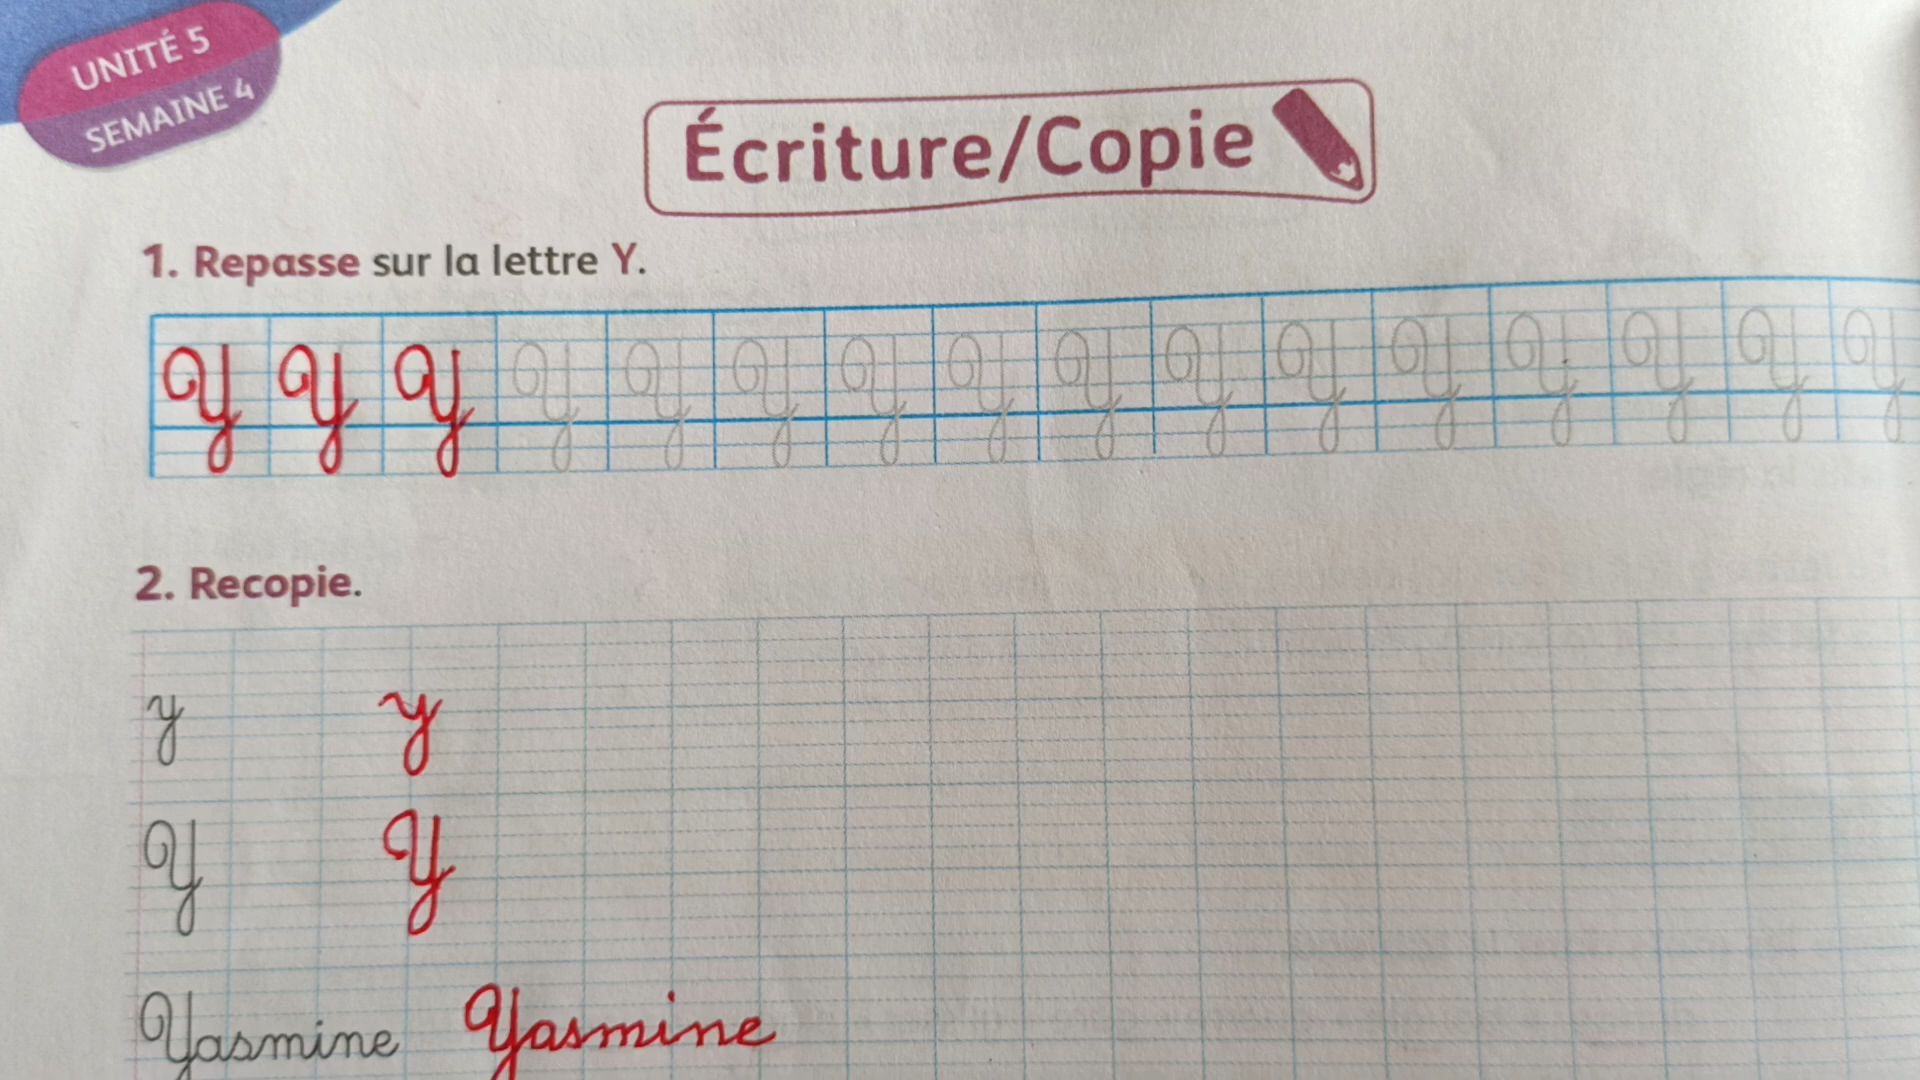 UNITÉ 5
SEMAINE 4
Écriture/Copie
1. Repasse sur la lettre Y.
Y Y Y Y Y Y Y Y Y Y Y Y Y Y Y Y
2. Recopie.
y y
Y Y
Yasmine Yasmine